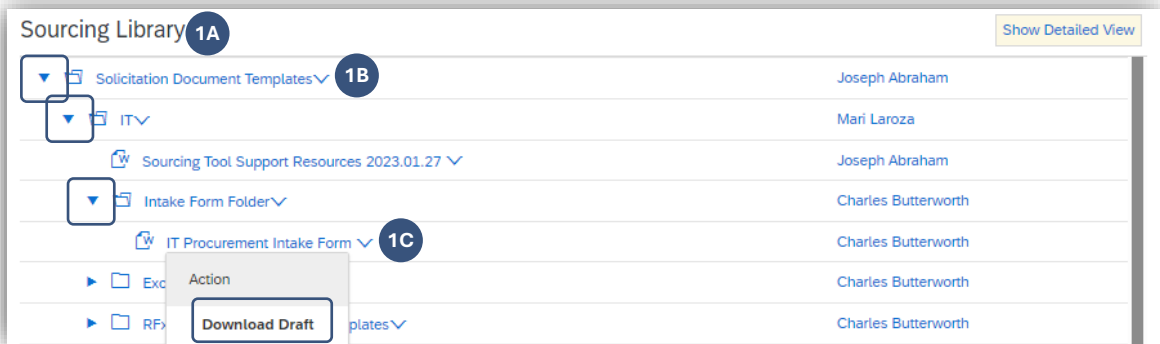 Sourcing Library 1A Show Detailed View
Solicitation Document Templates 1B Joseph Abraham
IT Mari Laroza
Sourcing Tool Support Resources 2023.01.27 Joseph Abraham
Intake Form Folder Charles Butterworth
IT Procurement Intake Form 1C Charles Butterworth
Action Charles Butterworth
Download Draft Charles Butterworth